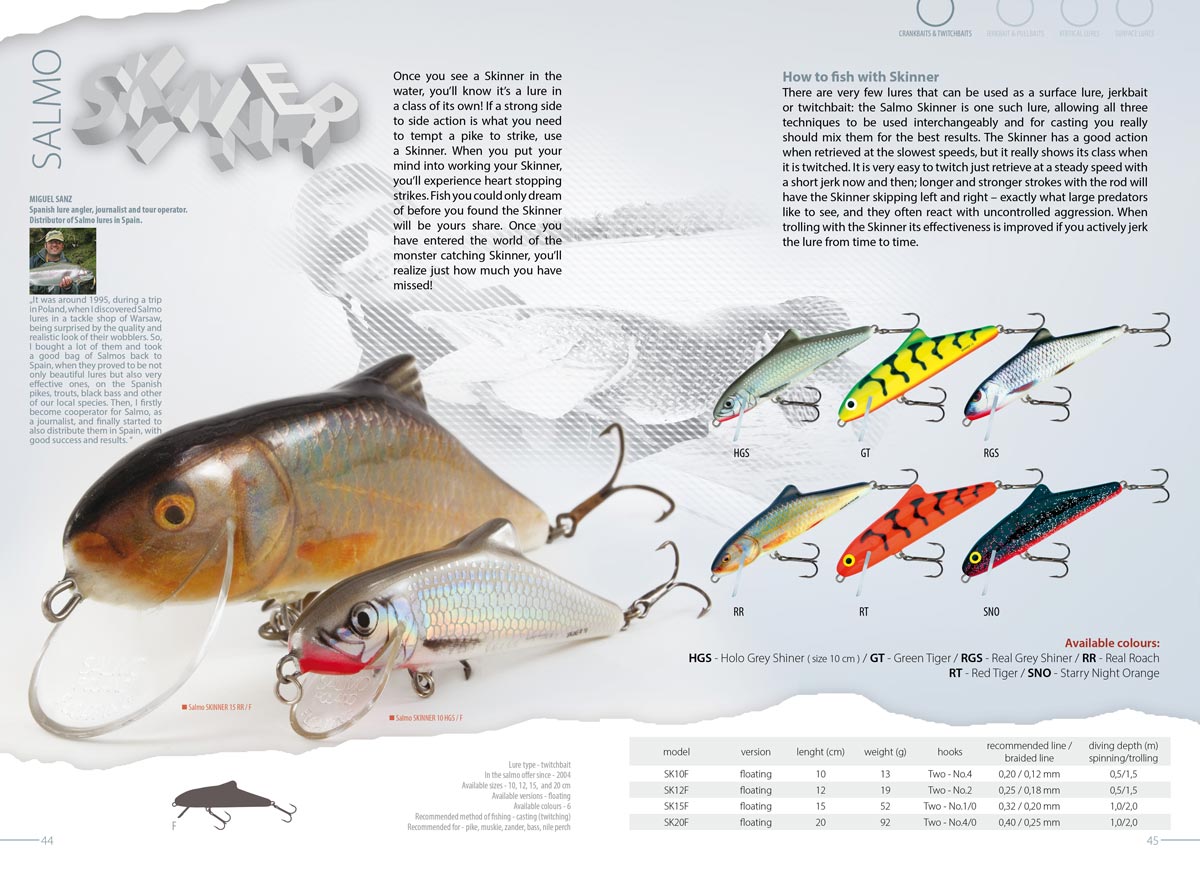 CRANKBAITS & TWITCHBAITS
JERKBAIT & PULLBAITS
VERTICAL LURES
SURFACE LURES
SALMO
SKINNER
MIGUEL SANZ
Spanish lure angler, journalist and tour operator.
Distributor of Salmo lures in Spain.
„It was around 1995, during a trip
in Poland, when I discovered Salmo
lures in a tackle shop of Warsaw,
being surprised by the quality and
realistic look of their wobblers. So,
I bought a lot of them and took
a good bag of Salmos back to
Spain, when they proved to be not
only beautiful lures but also very
effective ones, on the Spanish
pikes, trouts, black bass and other
of our local species. Then, I firstly
become cooperator for Salmo, as
a journalist, and finally started to
also distribute them in Spain, with
good success and results. "
Once you see a Skinner in the
water, you'll know it's a lure in
a class of its own! If a strong side
to side action is what you need
to tempt a pike to strike, use
a Skinner. When you put your
mind into working your Skinner,
you'll experience heart stopping
strikes. Fish you could only dream
of before you found the Skinner
will be yours share. Once you
have entered the world of the
monster catching Skinner, you'll
realize just how much you have
missed!
How to fish with Skinner
There are very few lures that can be used as a surface lure, jerkbait
or twitchbait: the Salmo Skinner is one such lure, allowing all three
techniques to be used interchangeably and for casting you really
should mix them for the best results. The Skinner has a good action
when retrieved at the slowest speeds, but it really shows its class when
it is twitched. It is very easy to twitch just retrieve at a steady speed with
a short jerk now and then; longer and stronger strokes with the rod will
have the Skinner skipping left and right – exactly what large predators
like to see, and they often react with uncontrolled aggression. When
trolling with the Skinner its effectiveness is improved if you actively jerk
the lure from time to time.
HGS
GT
RGS
RR
RT
SNO
Available colours:
HGS - Holo Grey Shiner ( size 10 cm ) / GT - Green Tiger / RGS - Real Grey Shiner / RR - Real Roach
RT - Red Tiger / SNO - Starry Night Orange
SALMO
SALMO
Salmo SKINNER 15 RR / F
Salmo SKINNER 10 HGS / F
F
Lure type - twitchbait
In the salmo offer since - 2004
Available sizes - 10, 12, 15, and 20 cm
Available versions - floating
Available colours - 6
Recommended method of fishing - casting (twitching)
Recommended for - pike, muskie, zander, bass, nile perch
model version lenght (cm) weight (g) hooks recommended line / braided line diving depth (m) spinning/trolling
SK10F floating 10 13 Two - No.4 0,20 / 0,12 mm 0,5/1,5
SK12F floating 12 19 Two - No.2 0,25 / 0,18 mm 0,5/1,5
SK15F floating 15 52 Two - No.1/0 0,32 / 0,20 mm 1,0/2,0
SK20F floating 20 92 Two - No.4/0 0,40 / 0,25 mm 1,0/2,0
44
45